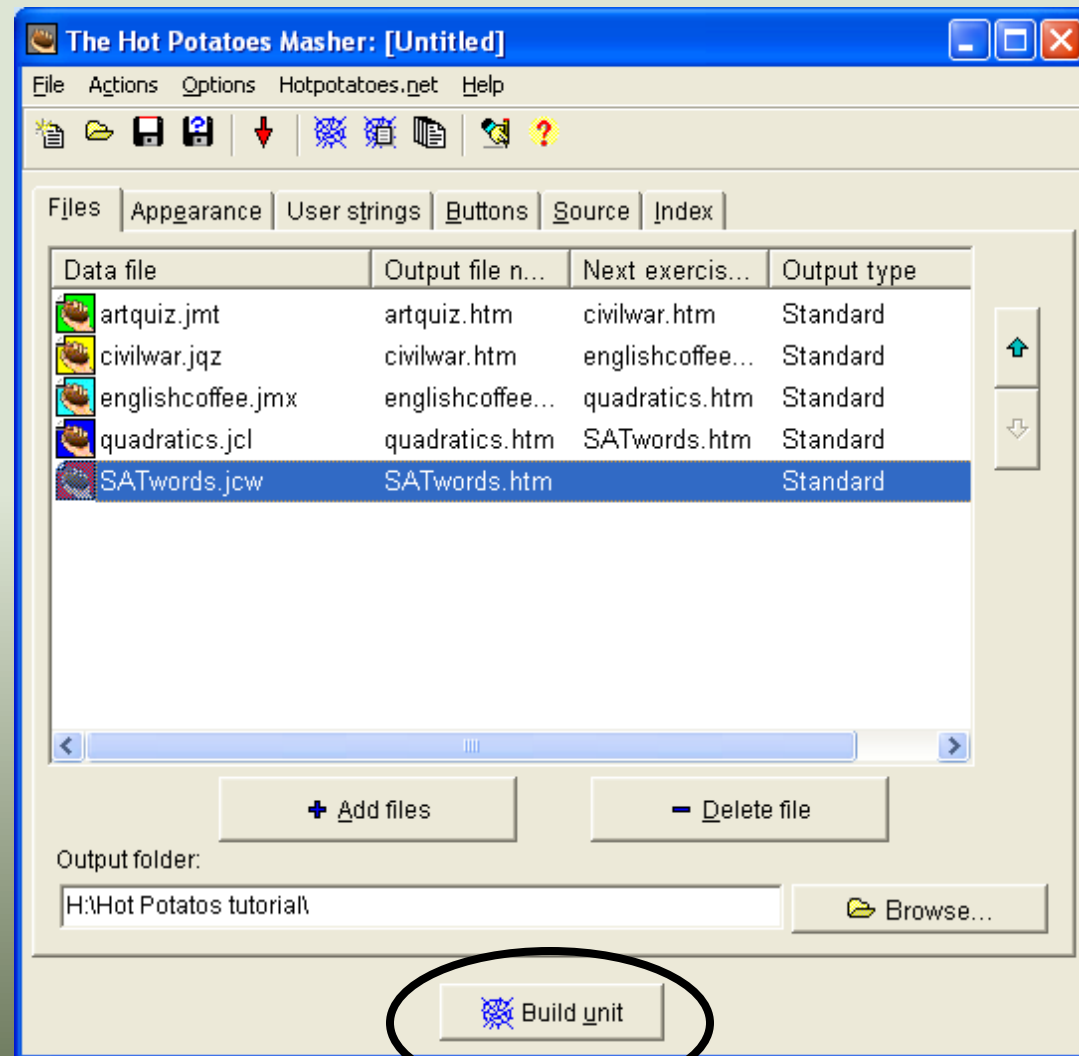 The Hot Potatoes Masher: [Untitled]
File Actions Options Hotpotatoes.net Help
Files Appearance User strings Buttons Source Index
Data file Output file n... Next exercis... Output type
artquiz.jmt artquiz.htm civilwar.htm Standard
civilwar.jqz civilwar.htm englishcoffee... Standard
englishcoffee.jmx englishcoffee... quadratics.htm Standard
quadratics.jcl quadratics.htm SATwords.htm Standard
SATwords.jcw SATwords.htm Standard
+ Add files - Delete file
Output folder:
H:\Hot Potatos tutorial\ Browse...
Build unit